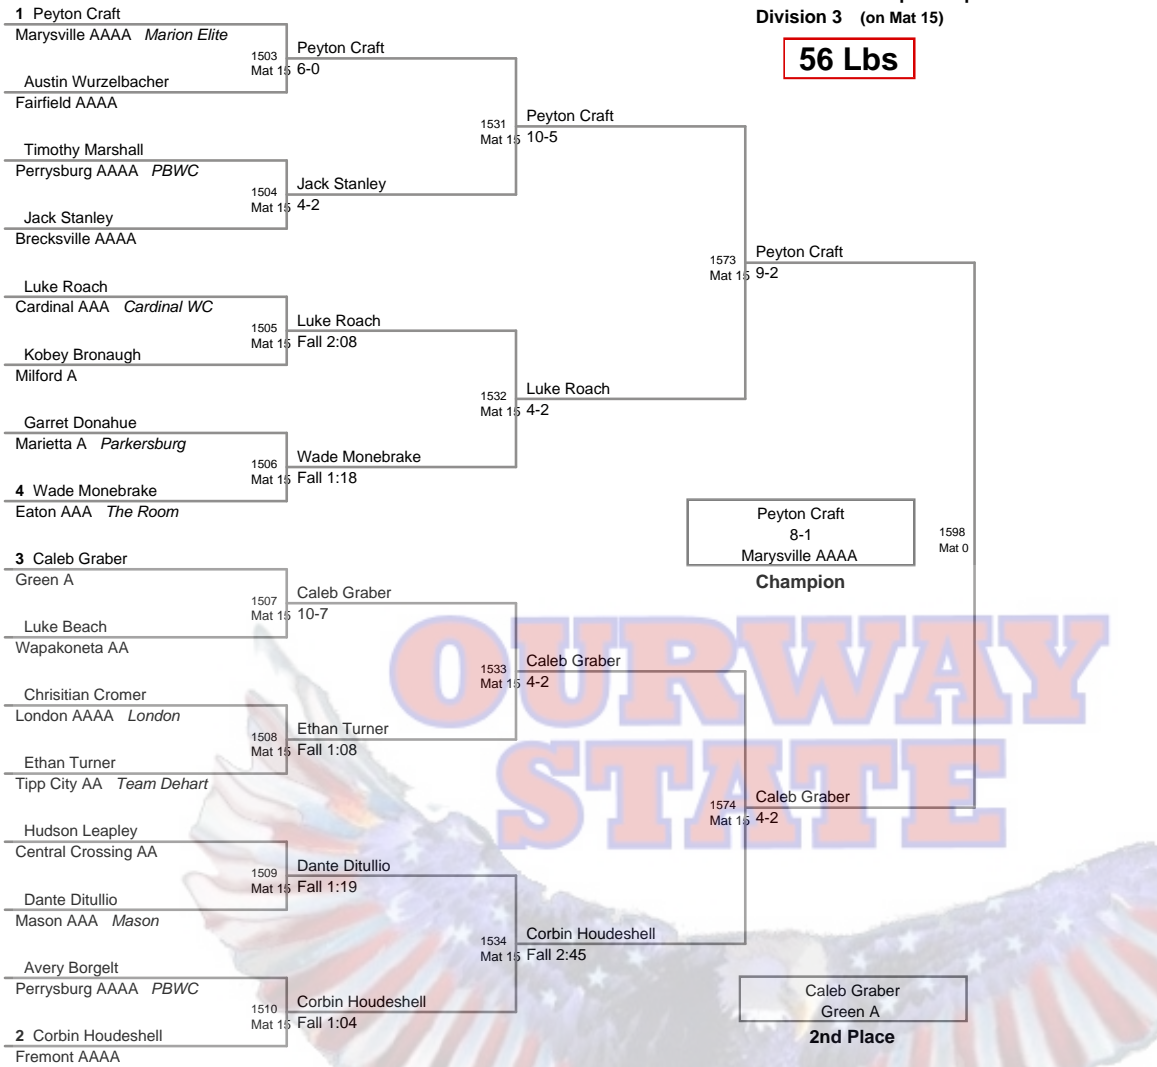 Division 3 (on Mat 15)
56 Lbs
1 Peyton Craft
Marysville AAAA Marion Elite
1503
Mat 15
Peyton Craft
6-0
Austin Wurzelbacher
Fairfield AAAA
1531
Mat 15
Peyton Craft
10-5
Timothy Marshall
Perrysburg AAAA PBWC
1504
Mat 15
Jack Stanley
4-2
Jack Stanley
Brecksville AAAA
1573
Mat 15
Peyton Craft
9-2
Luke Roach
Cardinal AAA Cardinal WC
1505
Mat 15
Luke Roach
Fall 2:08
Kobey Bronaugh
Milford A
1532
Mat 15
Luke Roach
4-2
Garret Donahue
Marietta A Parkersburg
1506
Mat 15
Wade Monebrake
Fall 1:18
4 Wade Monebrake
Eaton AAA The Room
Peyton Craft
8-1
Marysville AAAA
Champion
1598
Mat 0
3 Caleb Graber
Green A
1507
Mat 15
Caleb Graber
10-7
Luke Beach
Wapakoneta AA
1533
Mat 15
Caleb Graber
4-2
Chrisitian Cromer
London AAAA London
1508
Mat 15
Ethan Turner
Fall 1:08
Ethan Turner
Tipp City AA Team Dehart
1574
Mat 15
Caleb Graber
4-2
Hudson Leapley
Central Crossing AA
1509
Mat 15
Dante Ditullio
Fall 1:19
Dante Ditullio
Mason AAA Mason
1534
Mat 15
Corbin Houdeshell
Fall 2:45
Avery Borgelt
Perrysburg AAAA PBWC
1510
Mat 15
Corbin Houdeshell
Fall 1:04
2 Corbin Houdeshell
Fremont AAAA
Caleb Graber
Green A
2nd Place
OURWAY
STATE